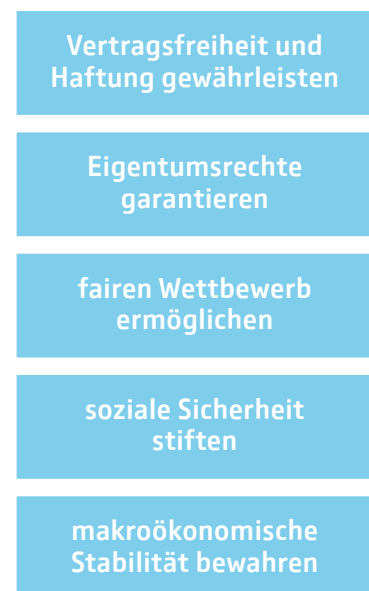 Vertragsfreiheit und
Haftung gewährleisten
Eigentumsrechte
garantieren
fairen Wettbewerb
ermöglichen
soziale Sicherheit
stiften
makroökonomische
Stabilität bewahren